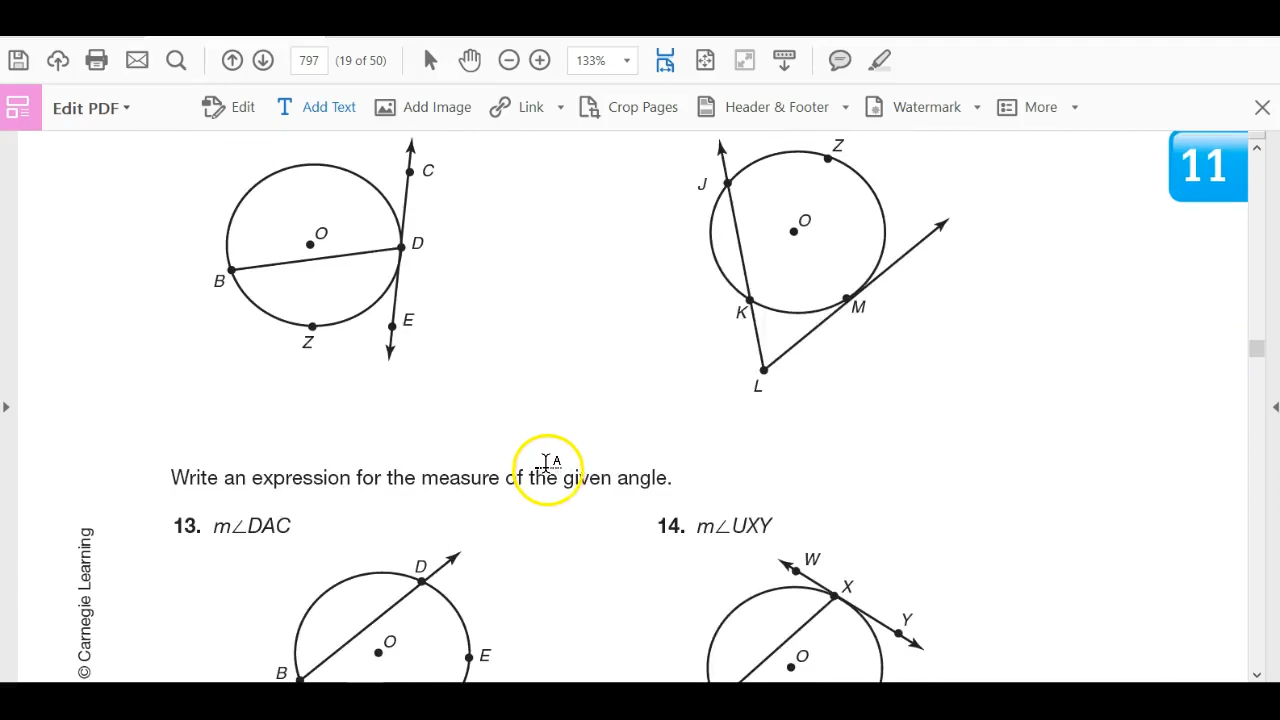 797
(19 of 50)
133%
Edit PDF
Edit
Add Text
Add Image
Link
Crop Pages
Header & Footer
Watermark
More
11
C
O
D
B
E
Z
Z
J
O
K
M
L
A
Write an expression for the measure of the given angle.
13. m∠DAC
14. m∠UXY
D
O
E
B
W
X
Y
O
© Carnegie Learning